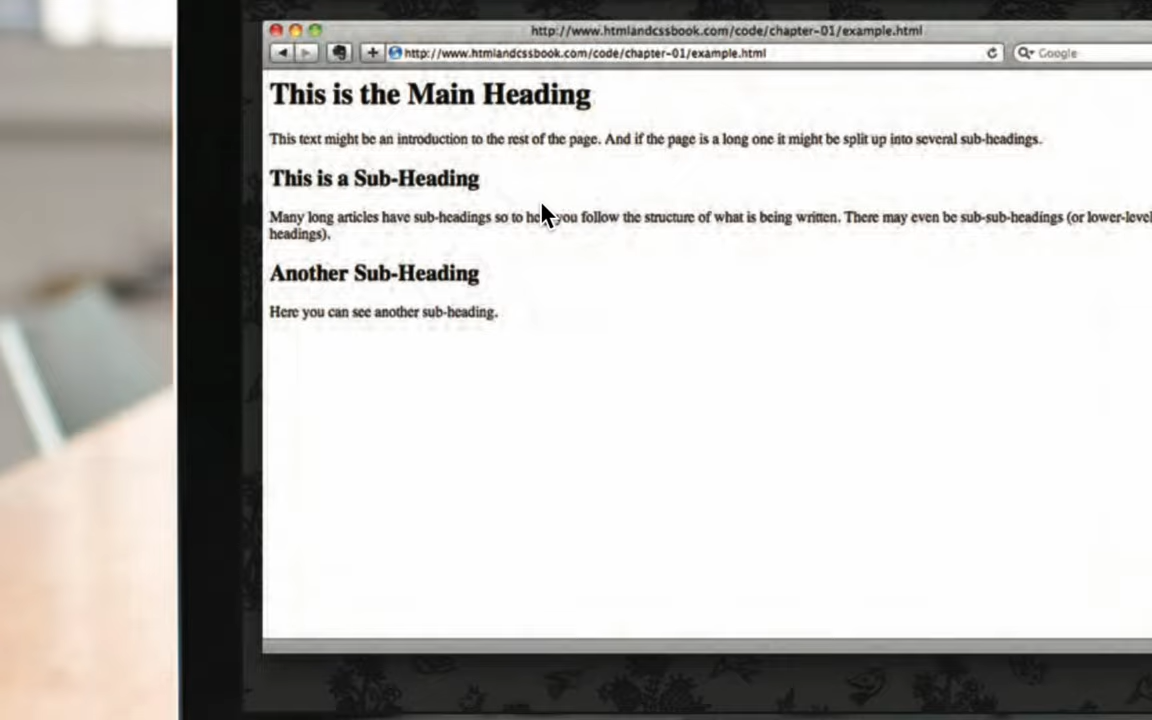 http://www.htmlandcssbook.com/code/chapter-01/example.html
http://www.htmlandcssbook.com/code/chapter-01/example.html
Google
This is the Main Heading
This text might be an introduction to the rest of the page. And if the page is a long one it might be split up into several sub-headings.
This is a Sub-Heading
Many long articles have sub-headings so to you follow the structure of what is being written. There may even be sub-sub-headings (or lower-level
headings).
Another Sub-Heading
Here you can see another sub-heading.